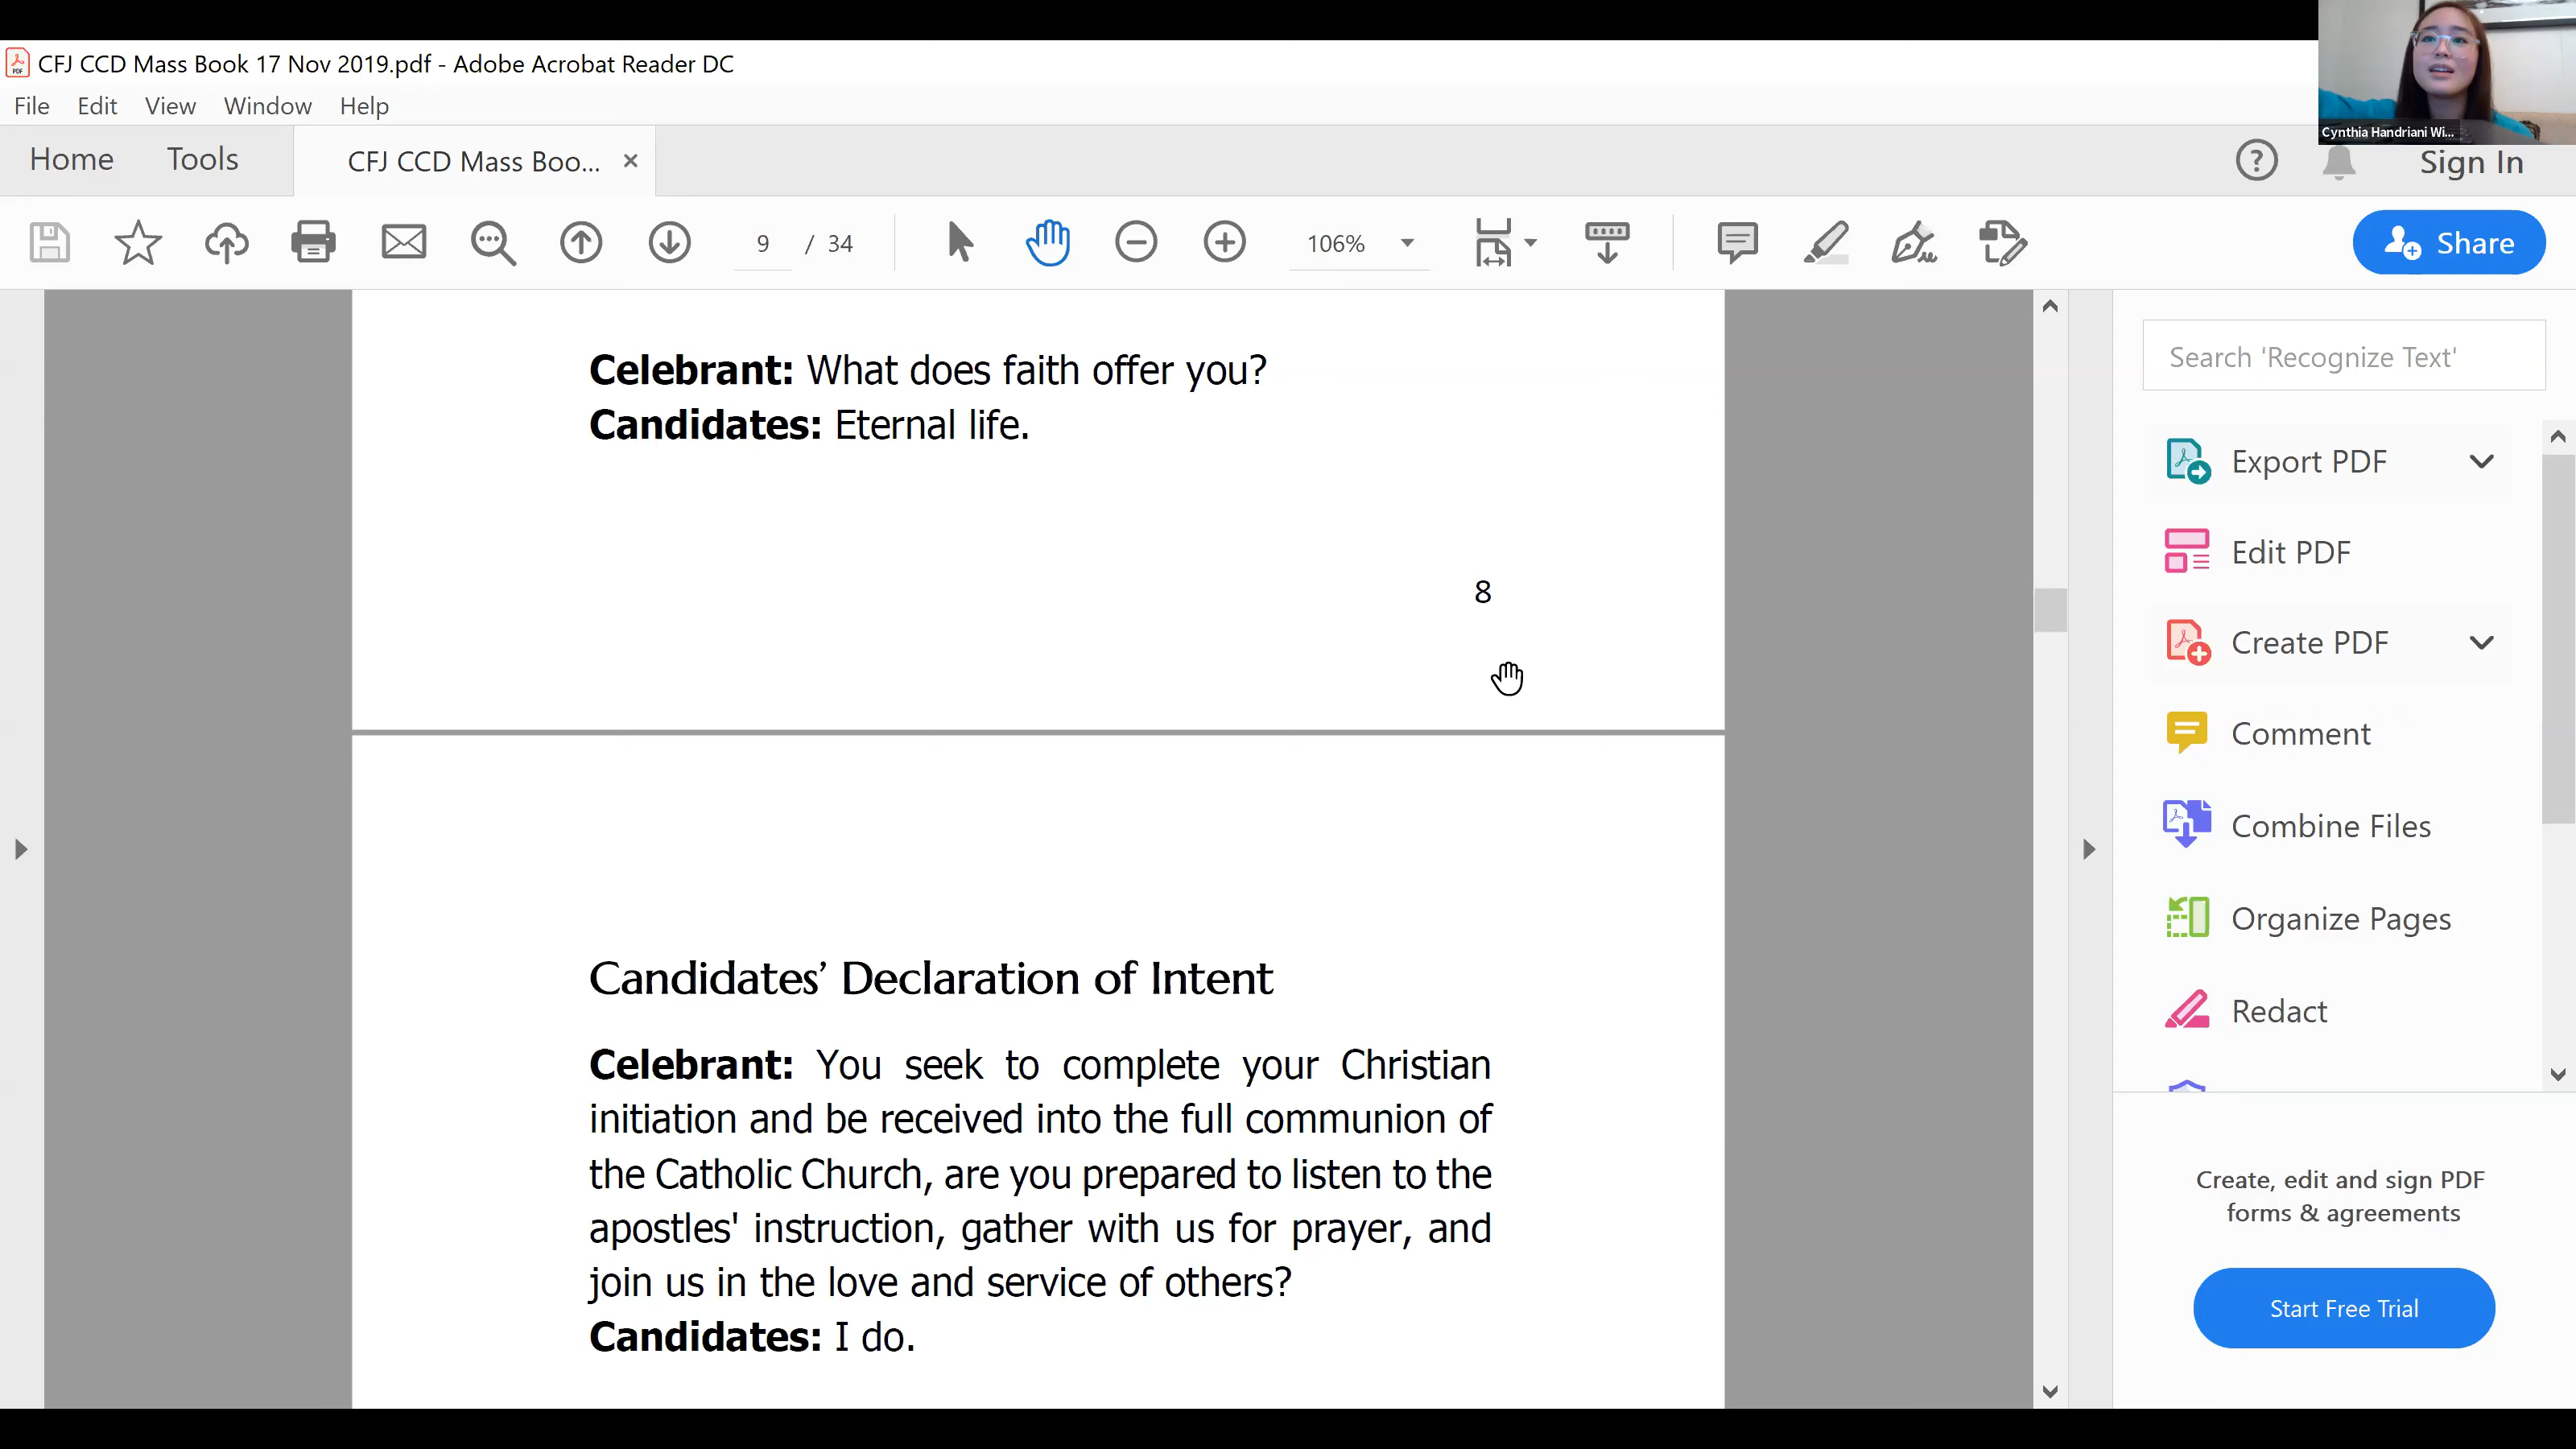 CFJ CCD Mass Book 17 Nov 2019.pdf - Adobe Acrobat Reader DC
File Edit View Window Help
Cynthia Handriani Wi...
Home Tools CFJ CCD Mass Boo... Sign In
9 / 34 106% Share
Celebrant: What does faith offer you?
Candidates: Eternal life.
8
Candidates' Declaration of Intent
Celebrant: You seek to complete your Christian
initiation and be received into the full communion of
the Catholic Church, are you prepared to listen to the
apostles' instruction, gather with us for prayer, and
join us in the love and service of others?
Candidates: I do.
Search 'Recognize Text'
Export PDF
Edit PDF
Create PDF
Comment
Combine Files
Organize Pages
Redact
Create, edit and sign PDF
forms & agreements
Start Free Trial